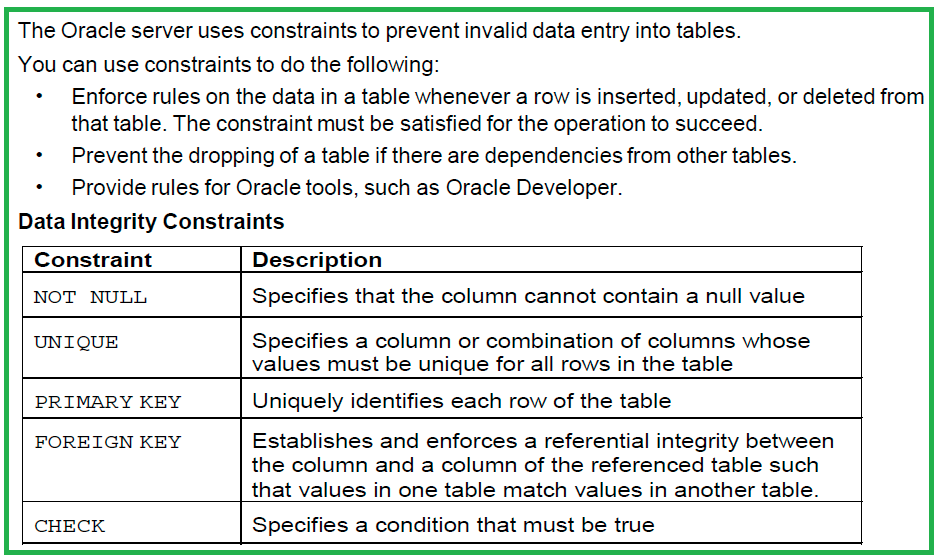 The Oracle server uses constraints to prevent invalid data entry into tables.
You can use constraints to do the following:
• Enforce rules on the data in a table whenever a row is inserted, updated, or deleted from
that table. The constraint must be satisfied for the operation to succeed.
• Prevent the dropping of a table if there are dependencies from other tables.
• Provide rules for Oracle tools, such as Oracle Developer.
Data Integrity Constraints
Constraint Description
NOT NULL Specifies that the column cannot contain a null value
UNIQUE Specifies a column or combination of columns whose
values must be unique for all rows in the table
PRIMARY KEY Uniquely identifies each row of the table
FOREIGN KEY Establishes and enforces a referential integrity between
the column and a column of the referenced table such
that values in one table match values in another table.
CHECK Specifies a condition that must be true